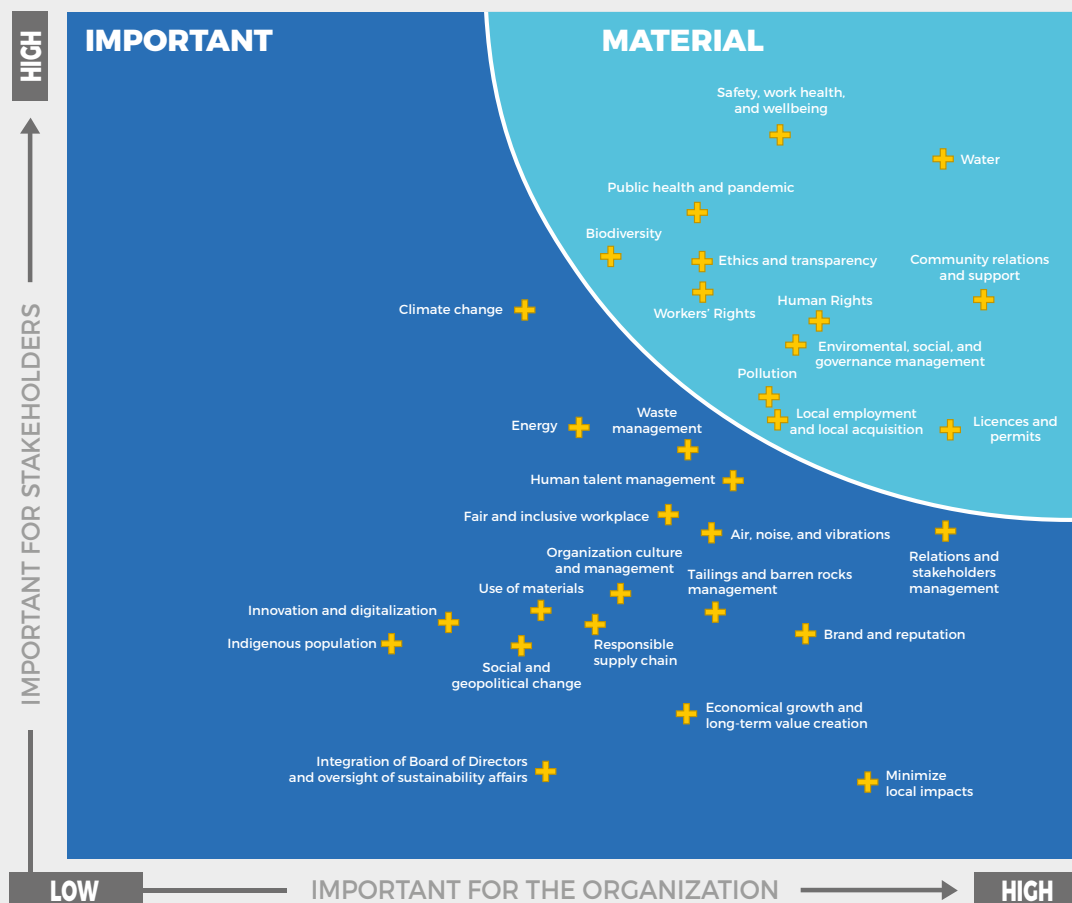 HIGH
IMPORTANT
MATERIAL
Safety, work health,
and wellbeing
Water
Public health and pandemic
Biodiversity
Ethics and transparency
Community relations
and support
Workers' Rights
Human Rights
Climate change
Enviromental, social, and
governance management
Pollution
Local employment
and local acquisition
Licences and
permits
Energy
Waste
management
Human talent management
Fair and inclusive workplace
Air, noise, and vibrations
Relations and
stakeholders
management
Organization culture
and management
Tailings and barren rocks
management
Use of materials
Innovation and digitalization
Indigenous population
Responsible
supply chain
Brand and reputation
Social and
geopolitical change
Economical growth and
long-term value creation
Integration of Board of Directors
and oversight of sustainability affairs
Minimize
local impacts
IMPORTANT FOR STAKEHOLDERS
LOW
IMPORTANT FOR THE ORGANIZATION
HIGH